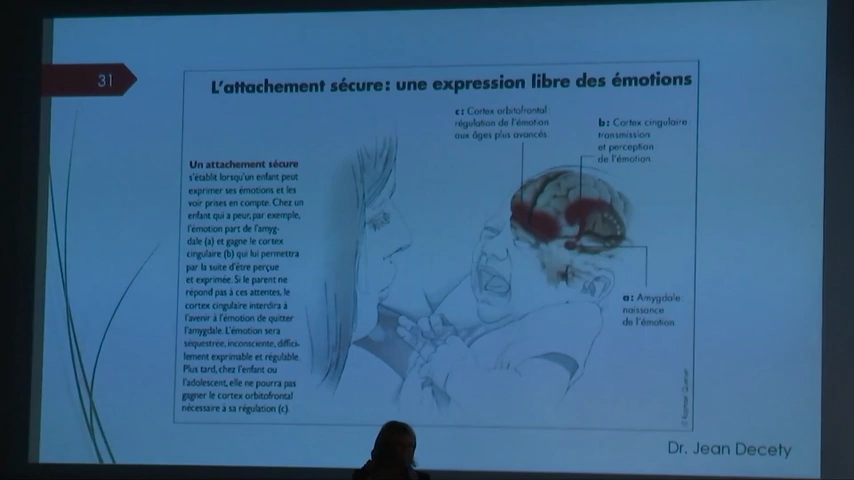 31
L'attachement sécure : une expression libre des émotions
c : Cortex orbitofrontal:
régulation de l'émotion
aux âges plus avancés.
b : Cortex cingulaire:
transmission
et perception
de l'émotion.
Un attachement sécure
s'établit lorsqu'un enfant peut
exprimer ses émotions et les
voir prises en compte. Chez un
enfant qui a peur, par exemple,
l'émotion part de l'amyg-
dale (a) et gagne le cortex
cingulaire (b) qui lui permettra
par la suite d'être perçue
et exprimée. Si le parent ne
répond pas à ces attentes, le
cortex cingulaire interdira à
l'avenir à l'émotion de quitter
l'amygdale. L'émotion sera
séquestrée, inconsciente, diffici-
lement exprimable et régulable.
Plus tard, chez l'enfant ou
l'adolescent, elle ne pourra pas
gagner le cortex orbitofrontal
nécessaire à sa régulation (c).
a : Amygdale:
naissance
de l'émotion.
Dr. Jean Decety